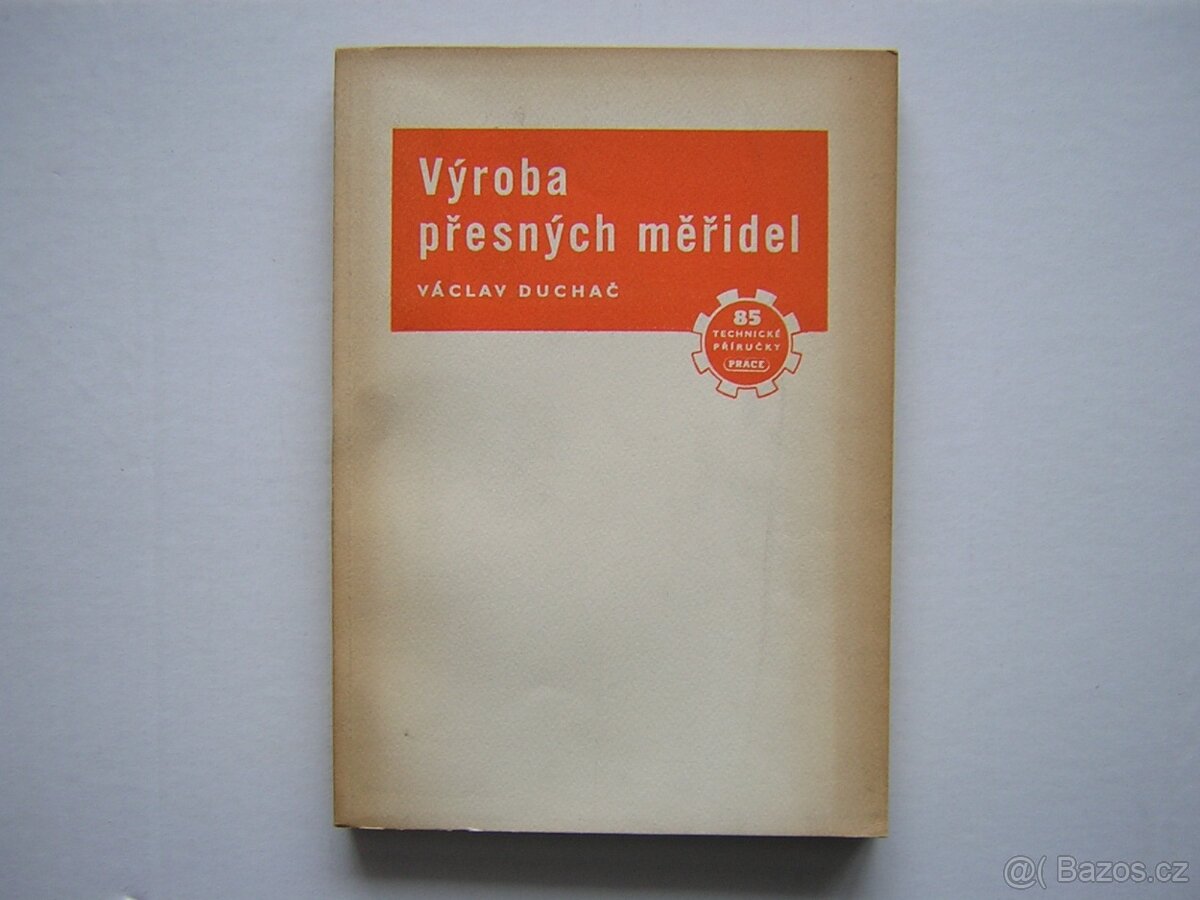 Výroba
přesných měřidel
VÁCLAV DUCHAČ
85
TECHNICKÉ
PŘÍRUČKY
PRÁCE
@( Bazos.cz